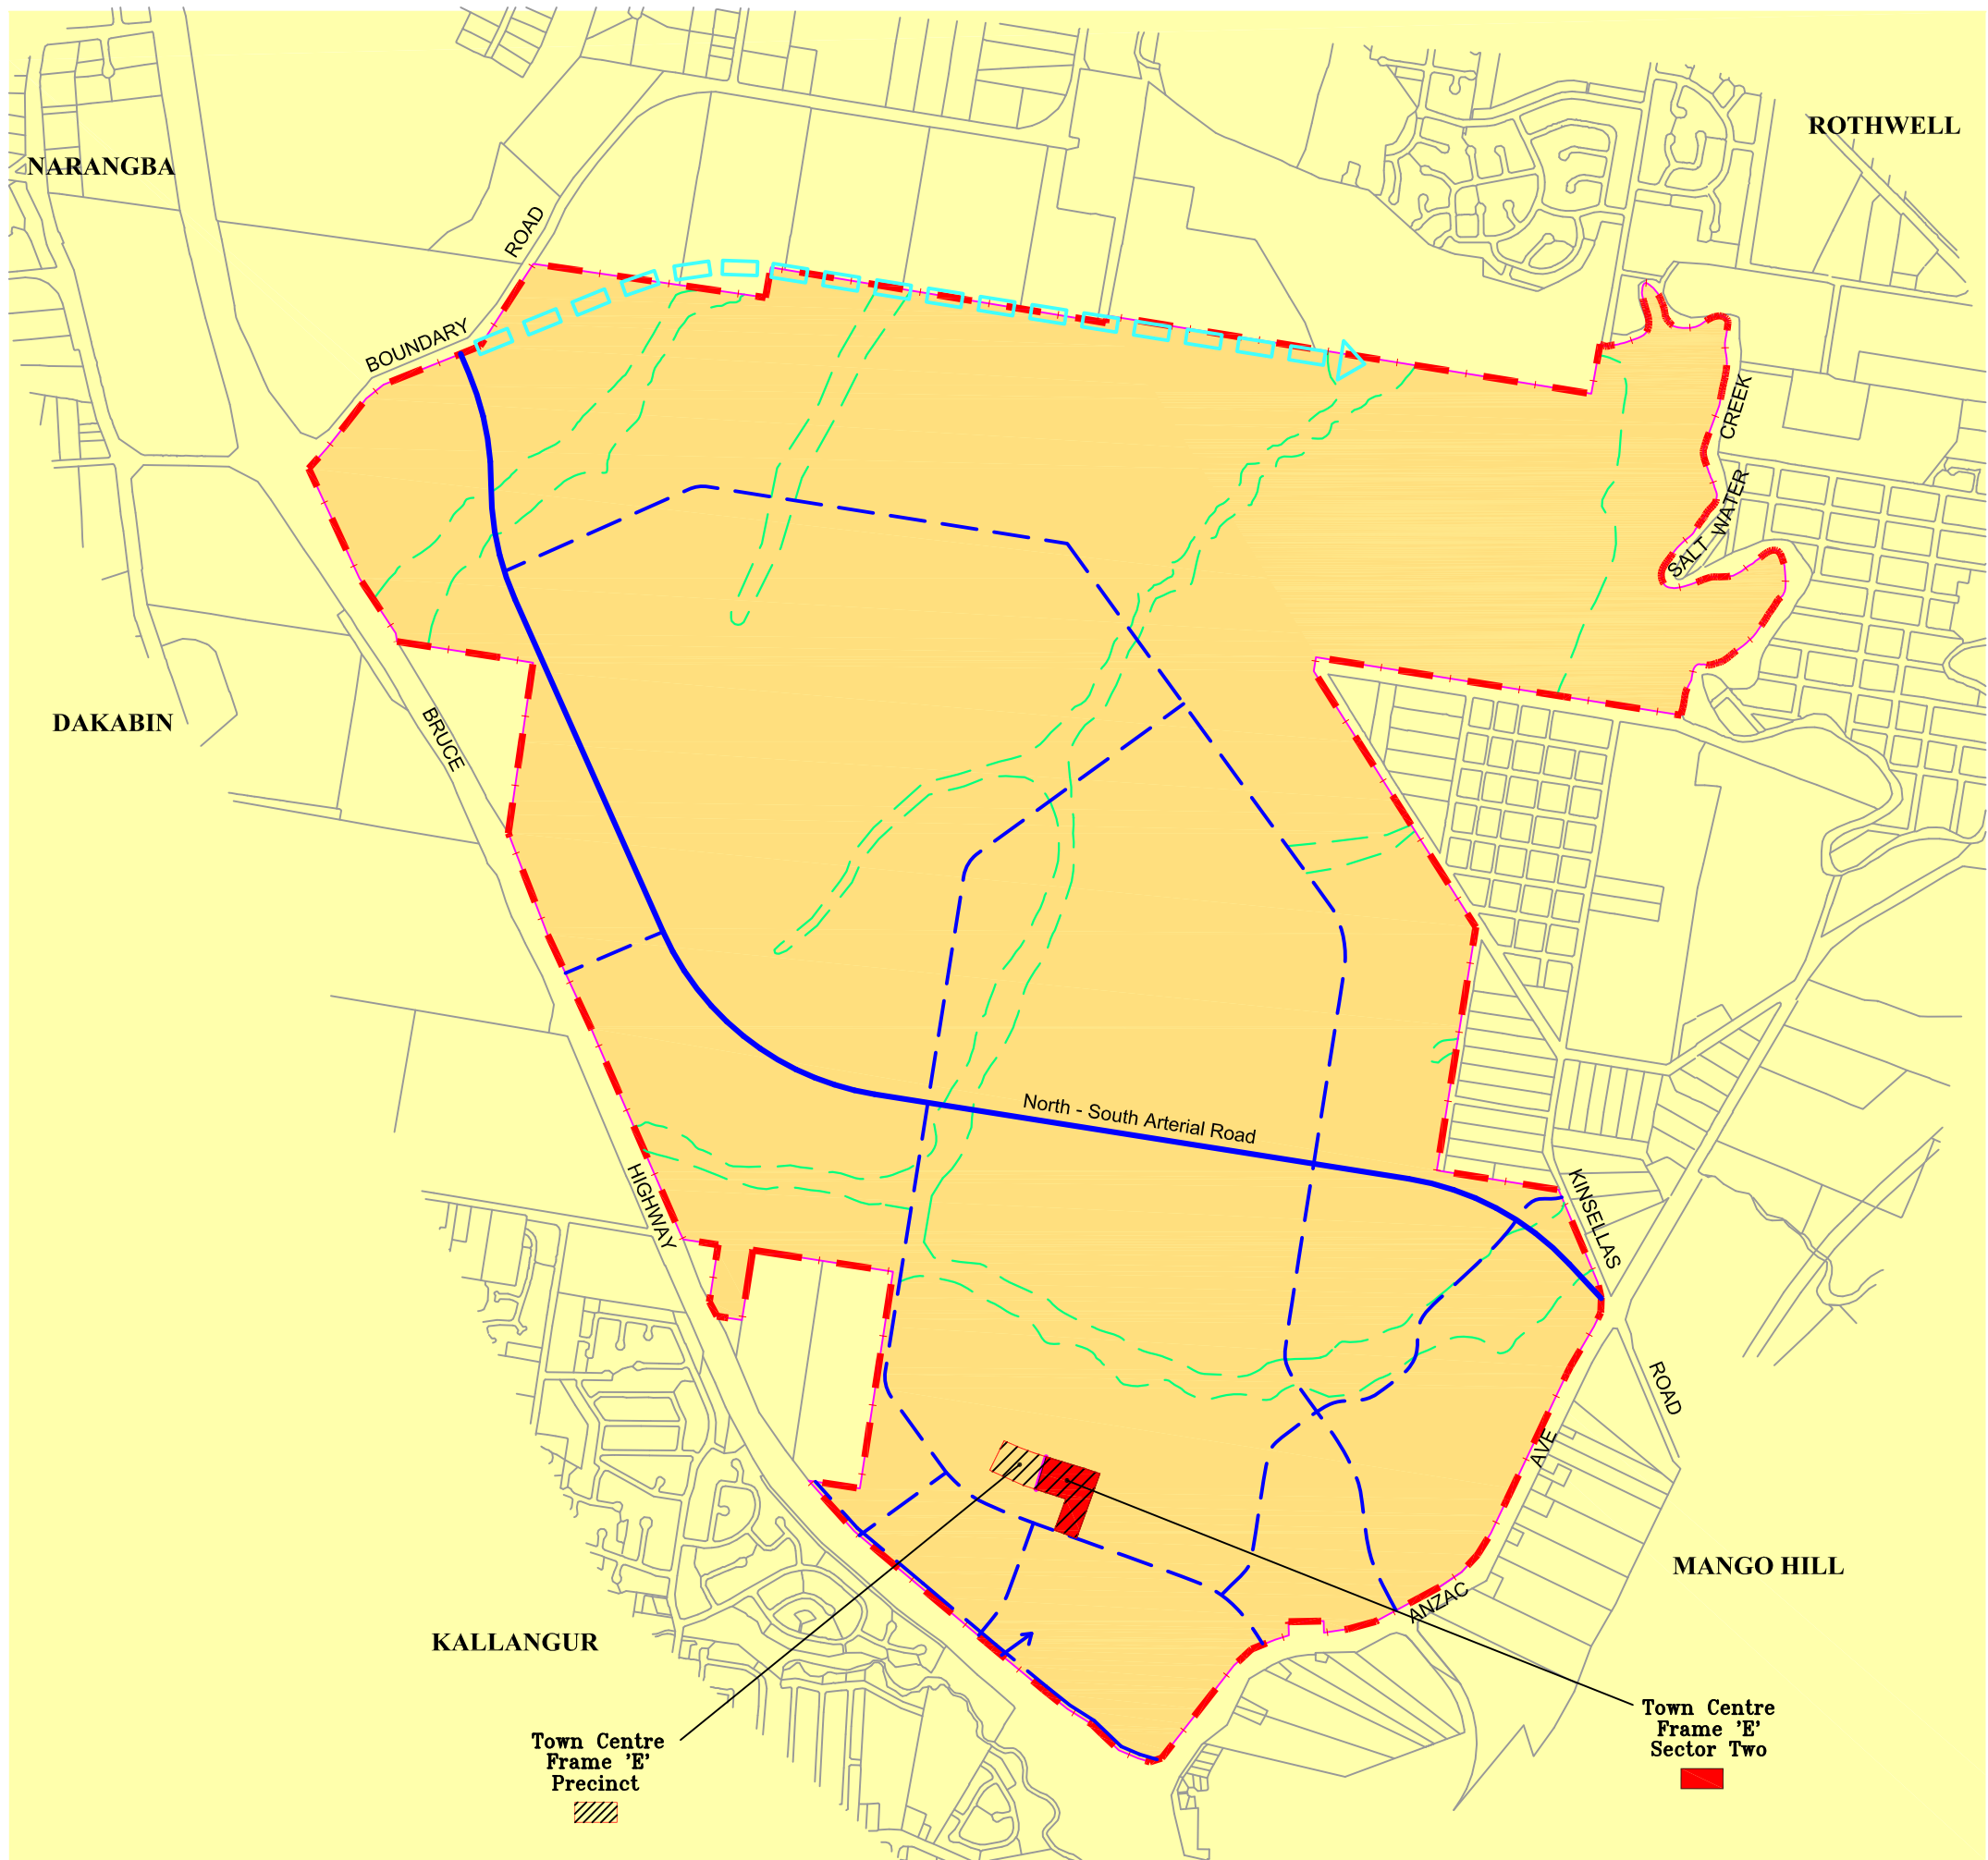 ROTHWELL
NARANGBA
ROAD
BOUNDARY
CREEK
SALT WATER
DAKABIN
BRUCE
North - South Arterial Road
HIGHWAY
KINSELLAS
ROAD
AVE
ANZAC
MANGO HILL
KALLANGUR
Town Centre
Frame 'E'
Sector Two
Town Centre
Frame 'E'
Precinct